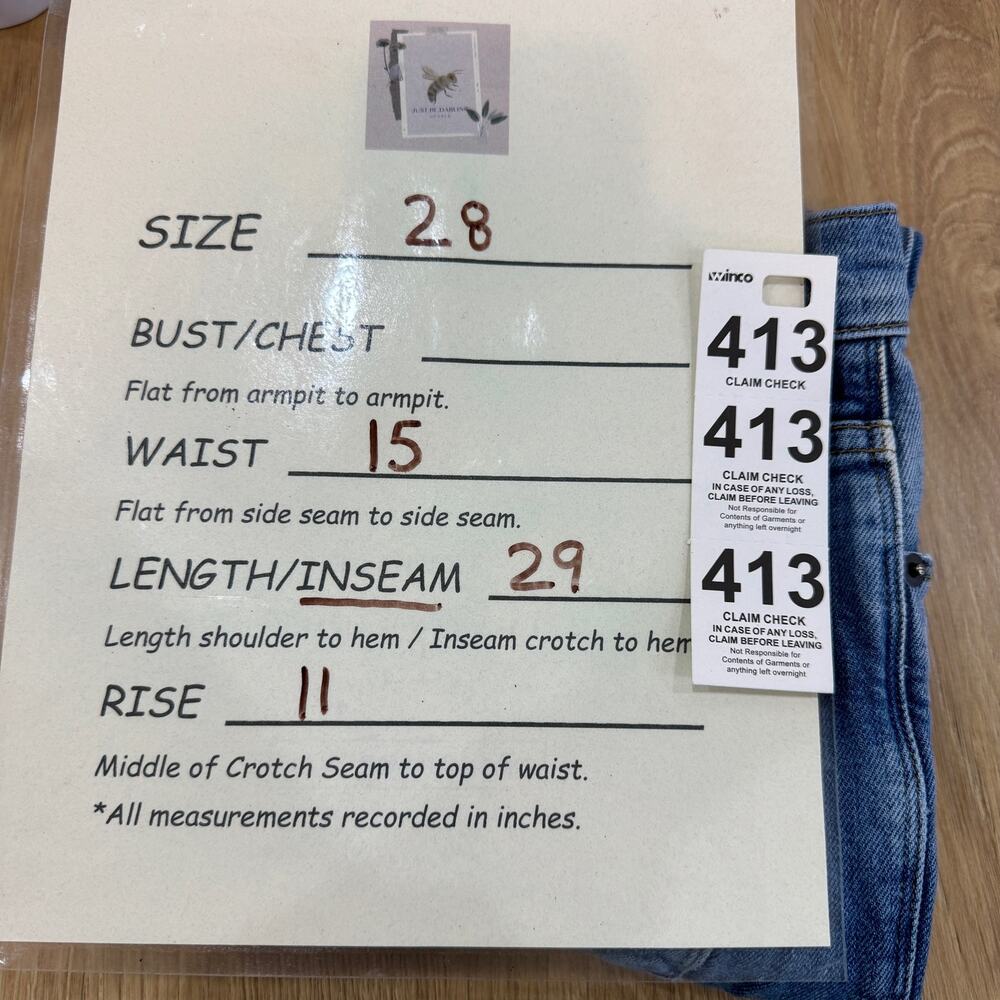 JUST BE DARLING
SIZE 28
BUST/CHEST
Flat from armpit to armpit.
WAIST 15
Flat from side seam to side seam.
LENGTH/INSEAM 29
Length shoulder to hem / Inseam crotch to hem
RISE 11
Middle of Crotch Seam to top of waist.
*All measurements recorded in inches.
winco
413
CLAIM CHECK
413
CLAIM CHECK
IN CASE OF ANY LOSS,
CLAIM BEFORE LEAVING
Not Responsible for
Contents of Garments or
anything left overnight
413
CLAIM CHECK
IN CASE OF ANY LOSS,
CLAIM BEFORE LEAVING
Not Responsible for
Contents of Garments or
anything left overnight